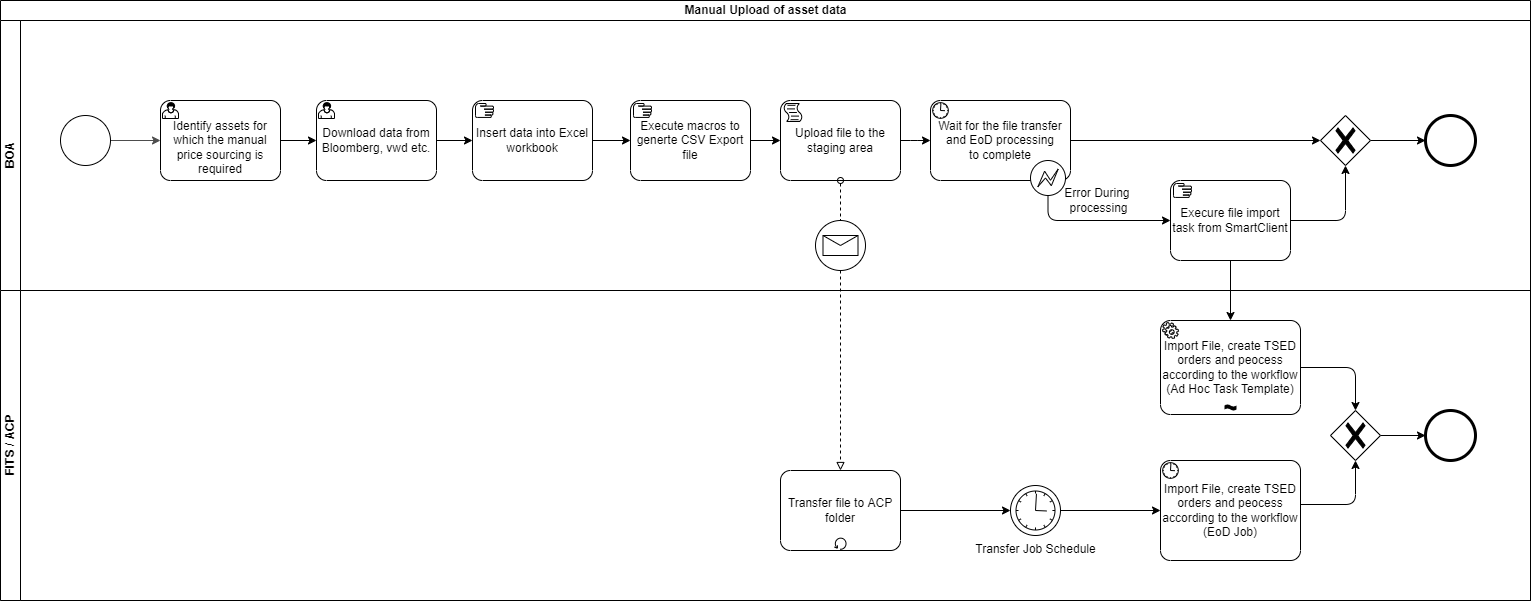 Manual Upload of asset data
BOA
Identify assets for
which the manual
price sourcing is
required
Download data from
Bloomberg, vwd etc.
Insert data into Excel
workbook
Execute macros to
generte CSV Export
file
Upload file to the
staging area
Wait for the file transfer
and EoD processing
to complete
Error During
processing
Execure file import
task from SmartClient
FITS / ACP
Import File, create TSED
orders and peocess
according to the workflow
(Ad Hoc Task Template)
Transfer file to ACP
folder
Transfer Job Schedule
Import File, create TSED
orders and peocess
according to the workflow
(EoD Job)